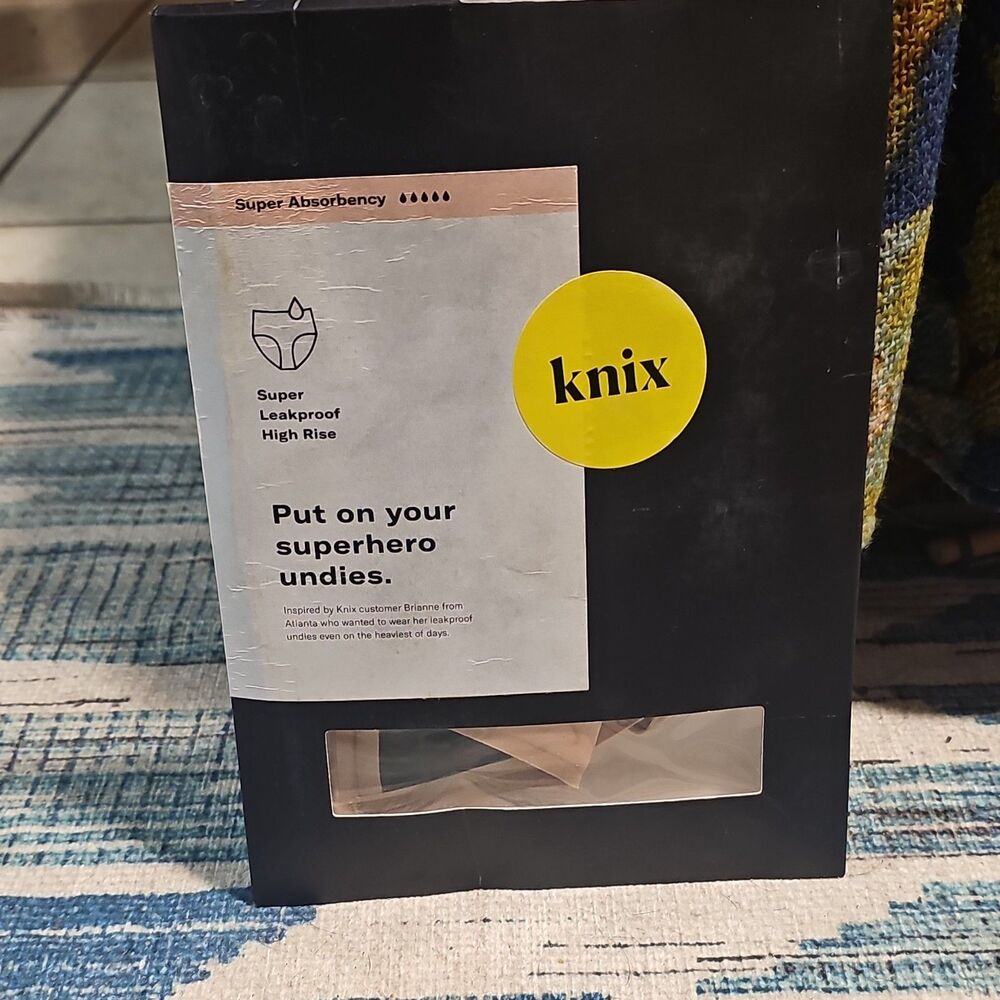 Super Absorbency
knix
Super
Leakproof
High Rise
Put on your
superhero
undies.
Inspired by Knix customer Brianne from
Atlanta who wanted to wear her leakproof
undies even on the heaviest of days.